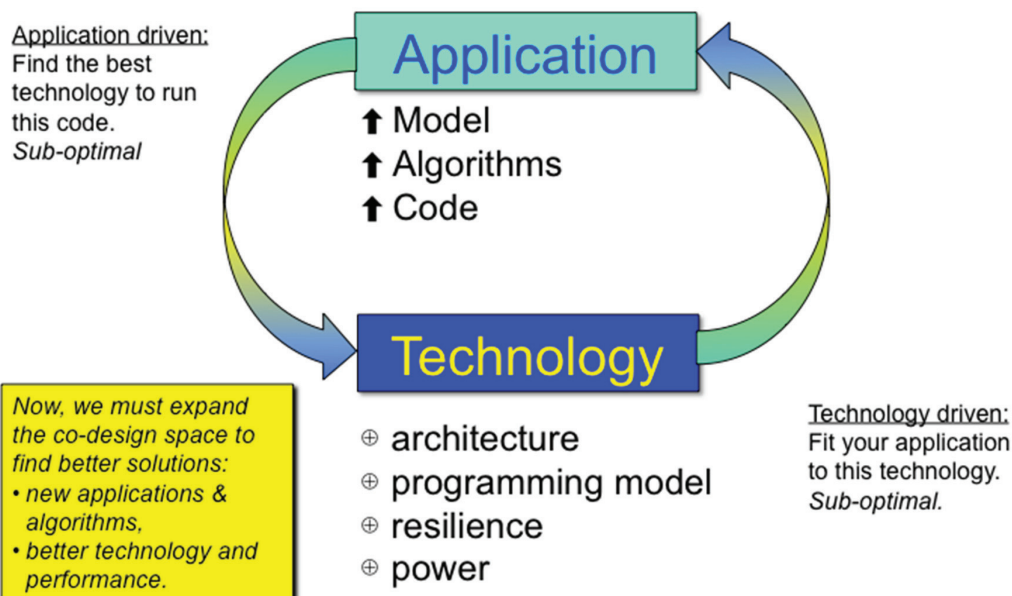 Application driven:
Find the best
technology to run
this code.
Sub-optimal
Application
Model
Algorithms
Code
Technology
architecture
programming model
resilience
power
Now, we must expand
the co-design space to
find better solutions:
• new applications &
algorithms,
• better technology and
performance.
Technology driven:
Fit your application
to this technology.
Sub-optimal.